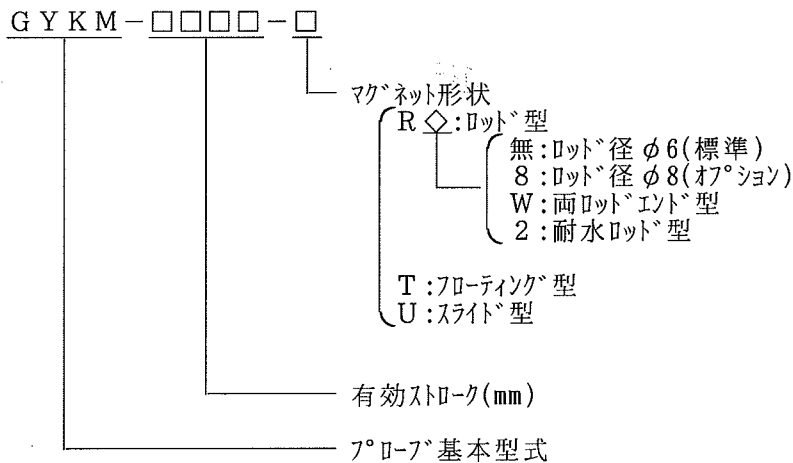 GYKM-□□□□-□
マグネット形状
R◇:ロッド型
無:ロッド径φ6(標準)
8:ロッド径φ8(オプション)
W:両ロッドエンド型
2:耐水ロッド型
T:フローティング型
U:スライド型
有効ストローク(mm)
プローブ基本型式